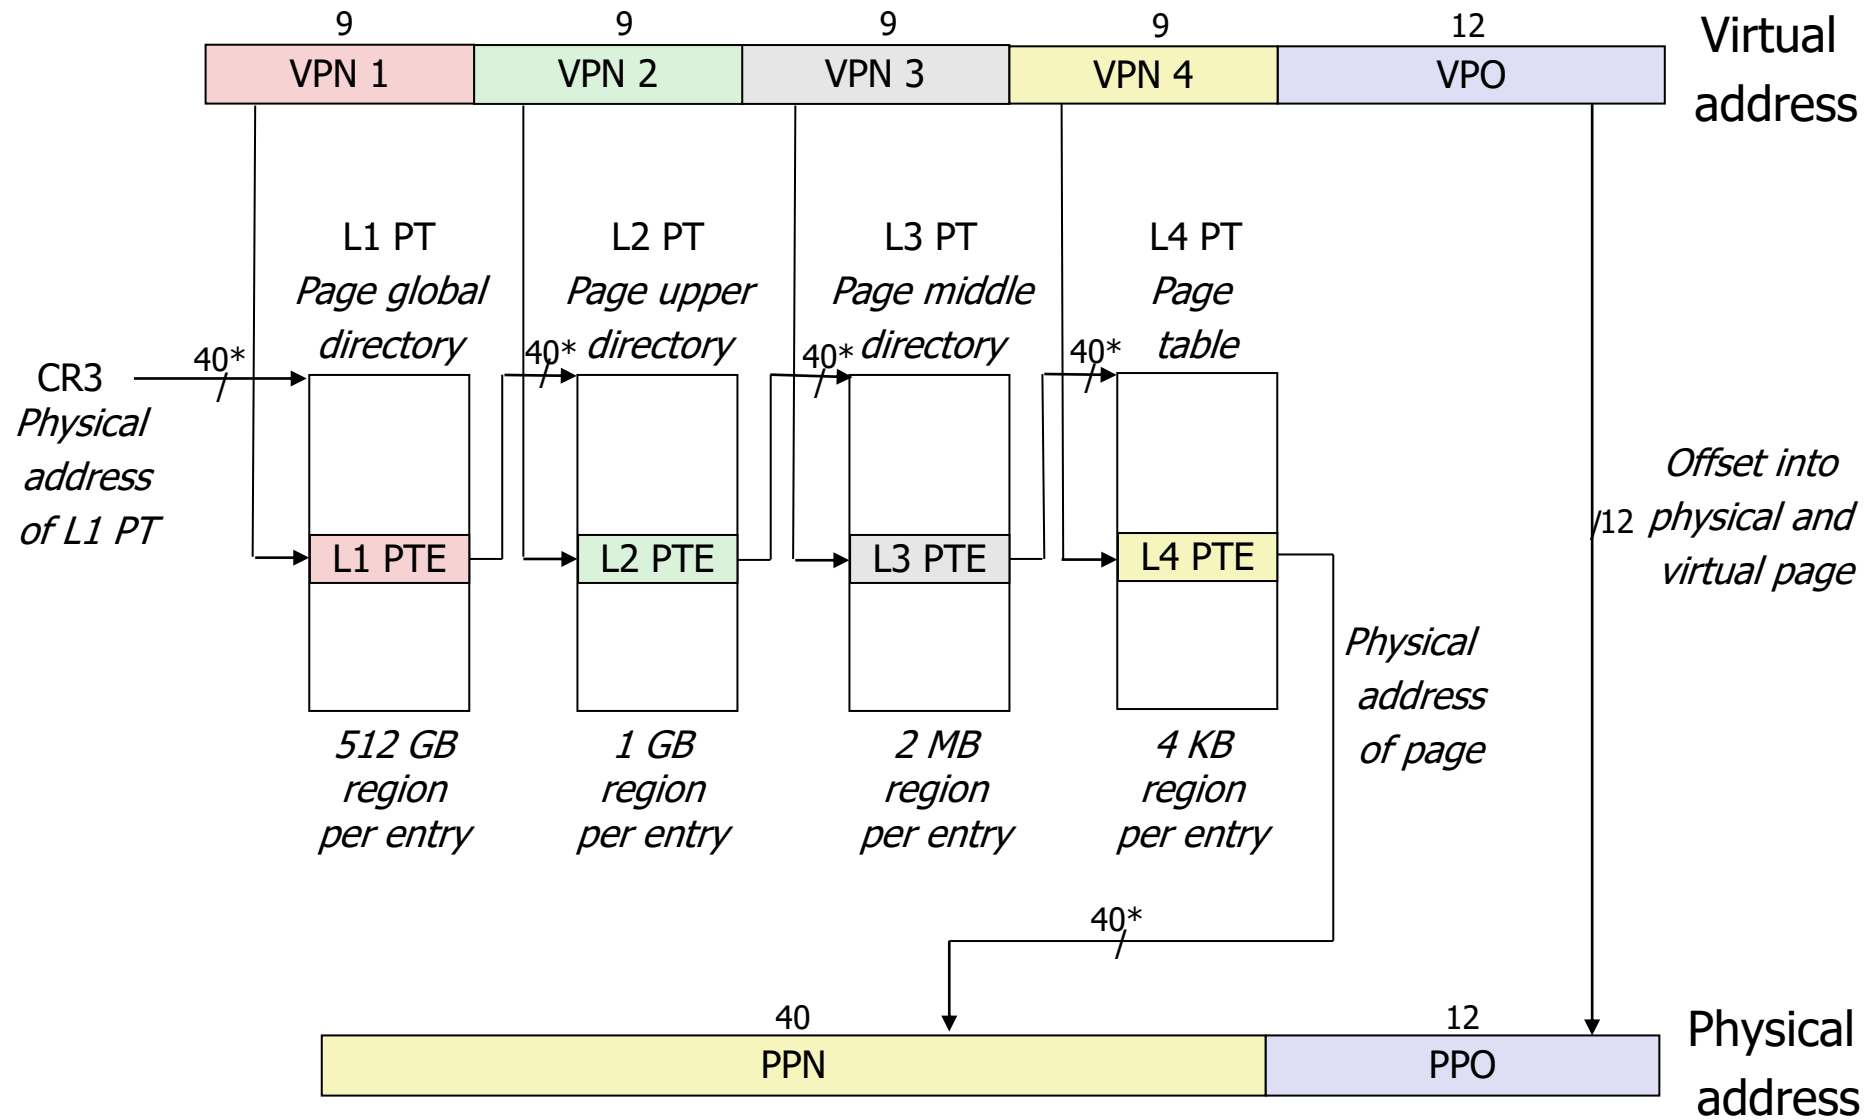 9 9 9 9 12
VPN 1 VPN 2 VPN 3 VPN 4 VPO
Virtual
address
L1 PT
Page global
directory
L2 PT
Page upper
directory
L3 PT
Page middle
directory
L4 PT
Page
table
40* 40* 40* 40*
CR3
Physical
address
of L1 PT
L1 PTE L2 PTE L3 PTE L4 PTE
/12
Offset into
physical and
virtual page
512 GB
region
per entry
1 GB
region
per entry
2 MB
region
per entry
4 KB
region
per entry
Physical
address
of page
40*
40 12
PPN PPO
Physical
address